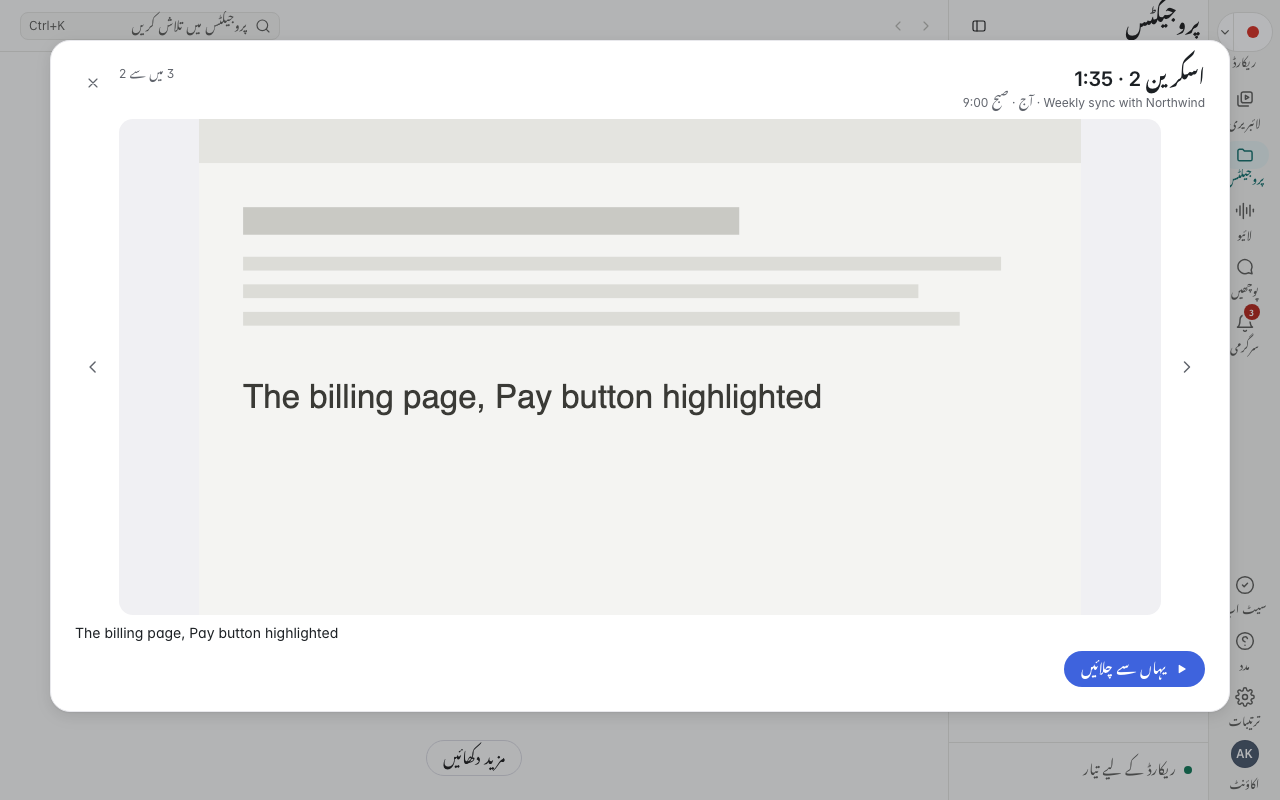 پروجیکٹس
پروجیکٹس میں تلاش کریں
Ctrl+K
ریکارڈ
لائبریری
پروجیکٹس
لائیو
پوچھیں
3
سرگرمی
سیٹ اپ
مدد
ترتیبات
AK
اکاؤنٹ
اسکرین 2 · 1:35
Weekly sync with Northwind · آج · صبح 9:00
3 میں سے 2
The billing page, Pay button highlighted
The billing page, Pay button highlighted
یہاں سے چلائیں
مزید دکھائیں
ریکارڈ کے لیے تیار